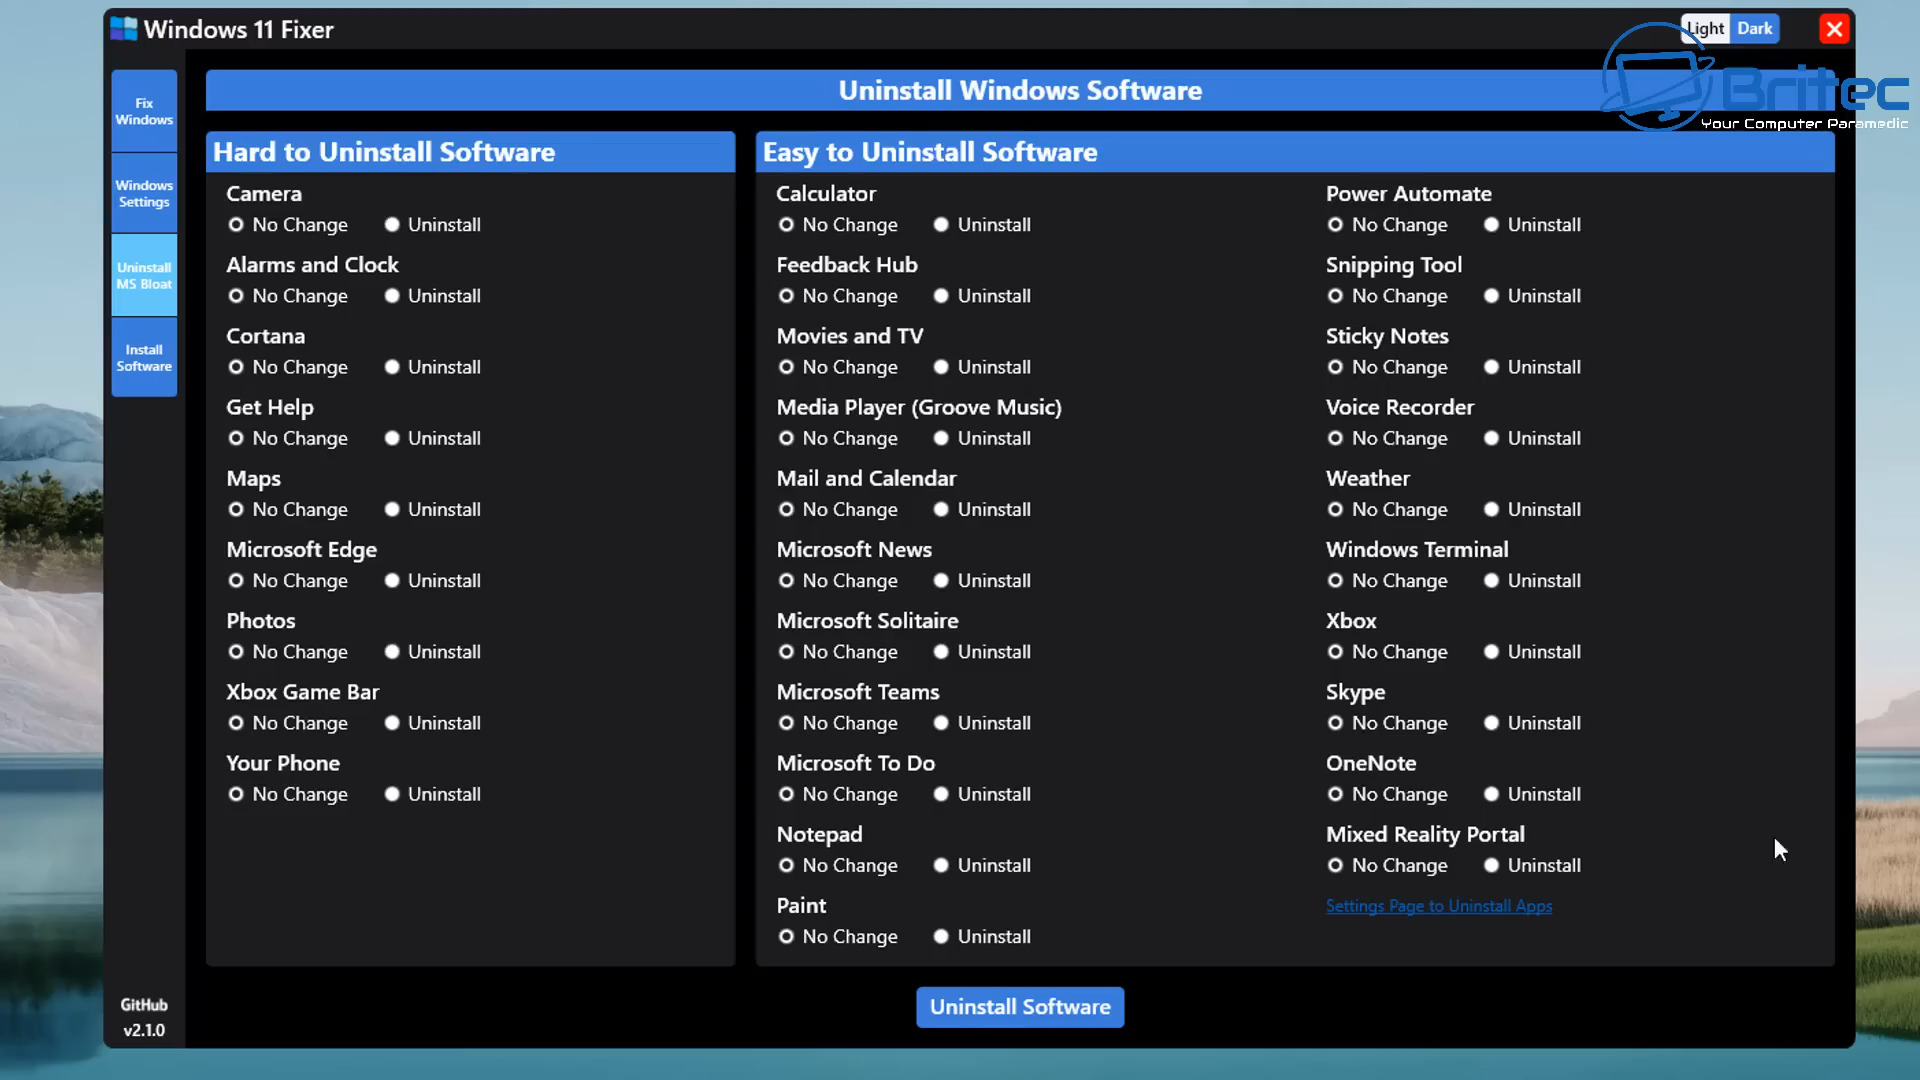 Windows 11 Fixer
Light Dark
Britec
Your Computer Paramedic
Fix
Windows
Windows
Settings
Uninstall
MS Bloat
Install
Software
GitHub
v2.1.0
Uninstall Windows Software
Hard to Uninstall Software
Camera
No Change Uninstall
Alarms and Clock
No Change Uninstall
Cortana
No Change Uninstall
Get Help
No Change Uninstall
Maps
No Change Uninstall
Microsoft Edge
No Change Uninstall
Photos
No Change Uninstall
Xbox Game Bar
No Change Uninstall
Your Phone
No Change Uninstall
Easy to Uninstall Software
Calculator
No Change Uninstall
Feedback Hub
No Change Uninstall
Movies and TV
No Change Uninstall
Media Player (Groove Music)
No Change Uninstall
Mail and Calendar
No Change Uninstall
Microsoft News
No Change Uninstall
Microsoft Solitaire
No Change Uninstall
Microsoft Teams
No Change Uninstall
Microsoft To Do
No Change Uninstall
Notepad
No Change Uninstall
Paint
No Change Uninstall
Power Automate
No Change Uninstall
Snipping Tool
No Change Uninstall
Sticky Notes
No Change Uninstall
Voice Recorder
No Change Uninstall
Weather
No Change Uninstall
Windows Terminal
No Change Uninstall
Xbox
No Change Uninstall
Skype
No Change Uninstall
OneNote
No Change Uninstall
Mixed Reality Portal
No Change Uninstall
Settings Page to Uninstall Apps
Uninstall Software